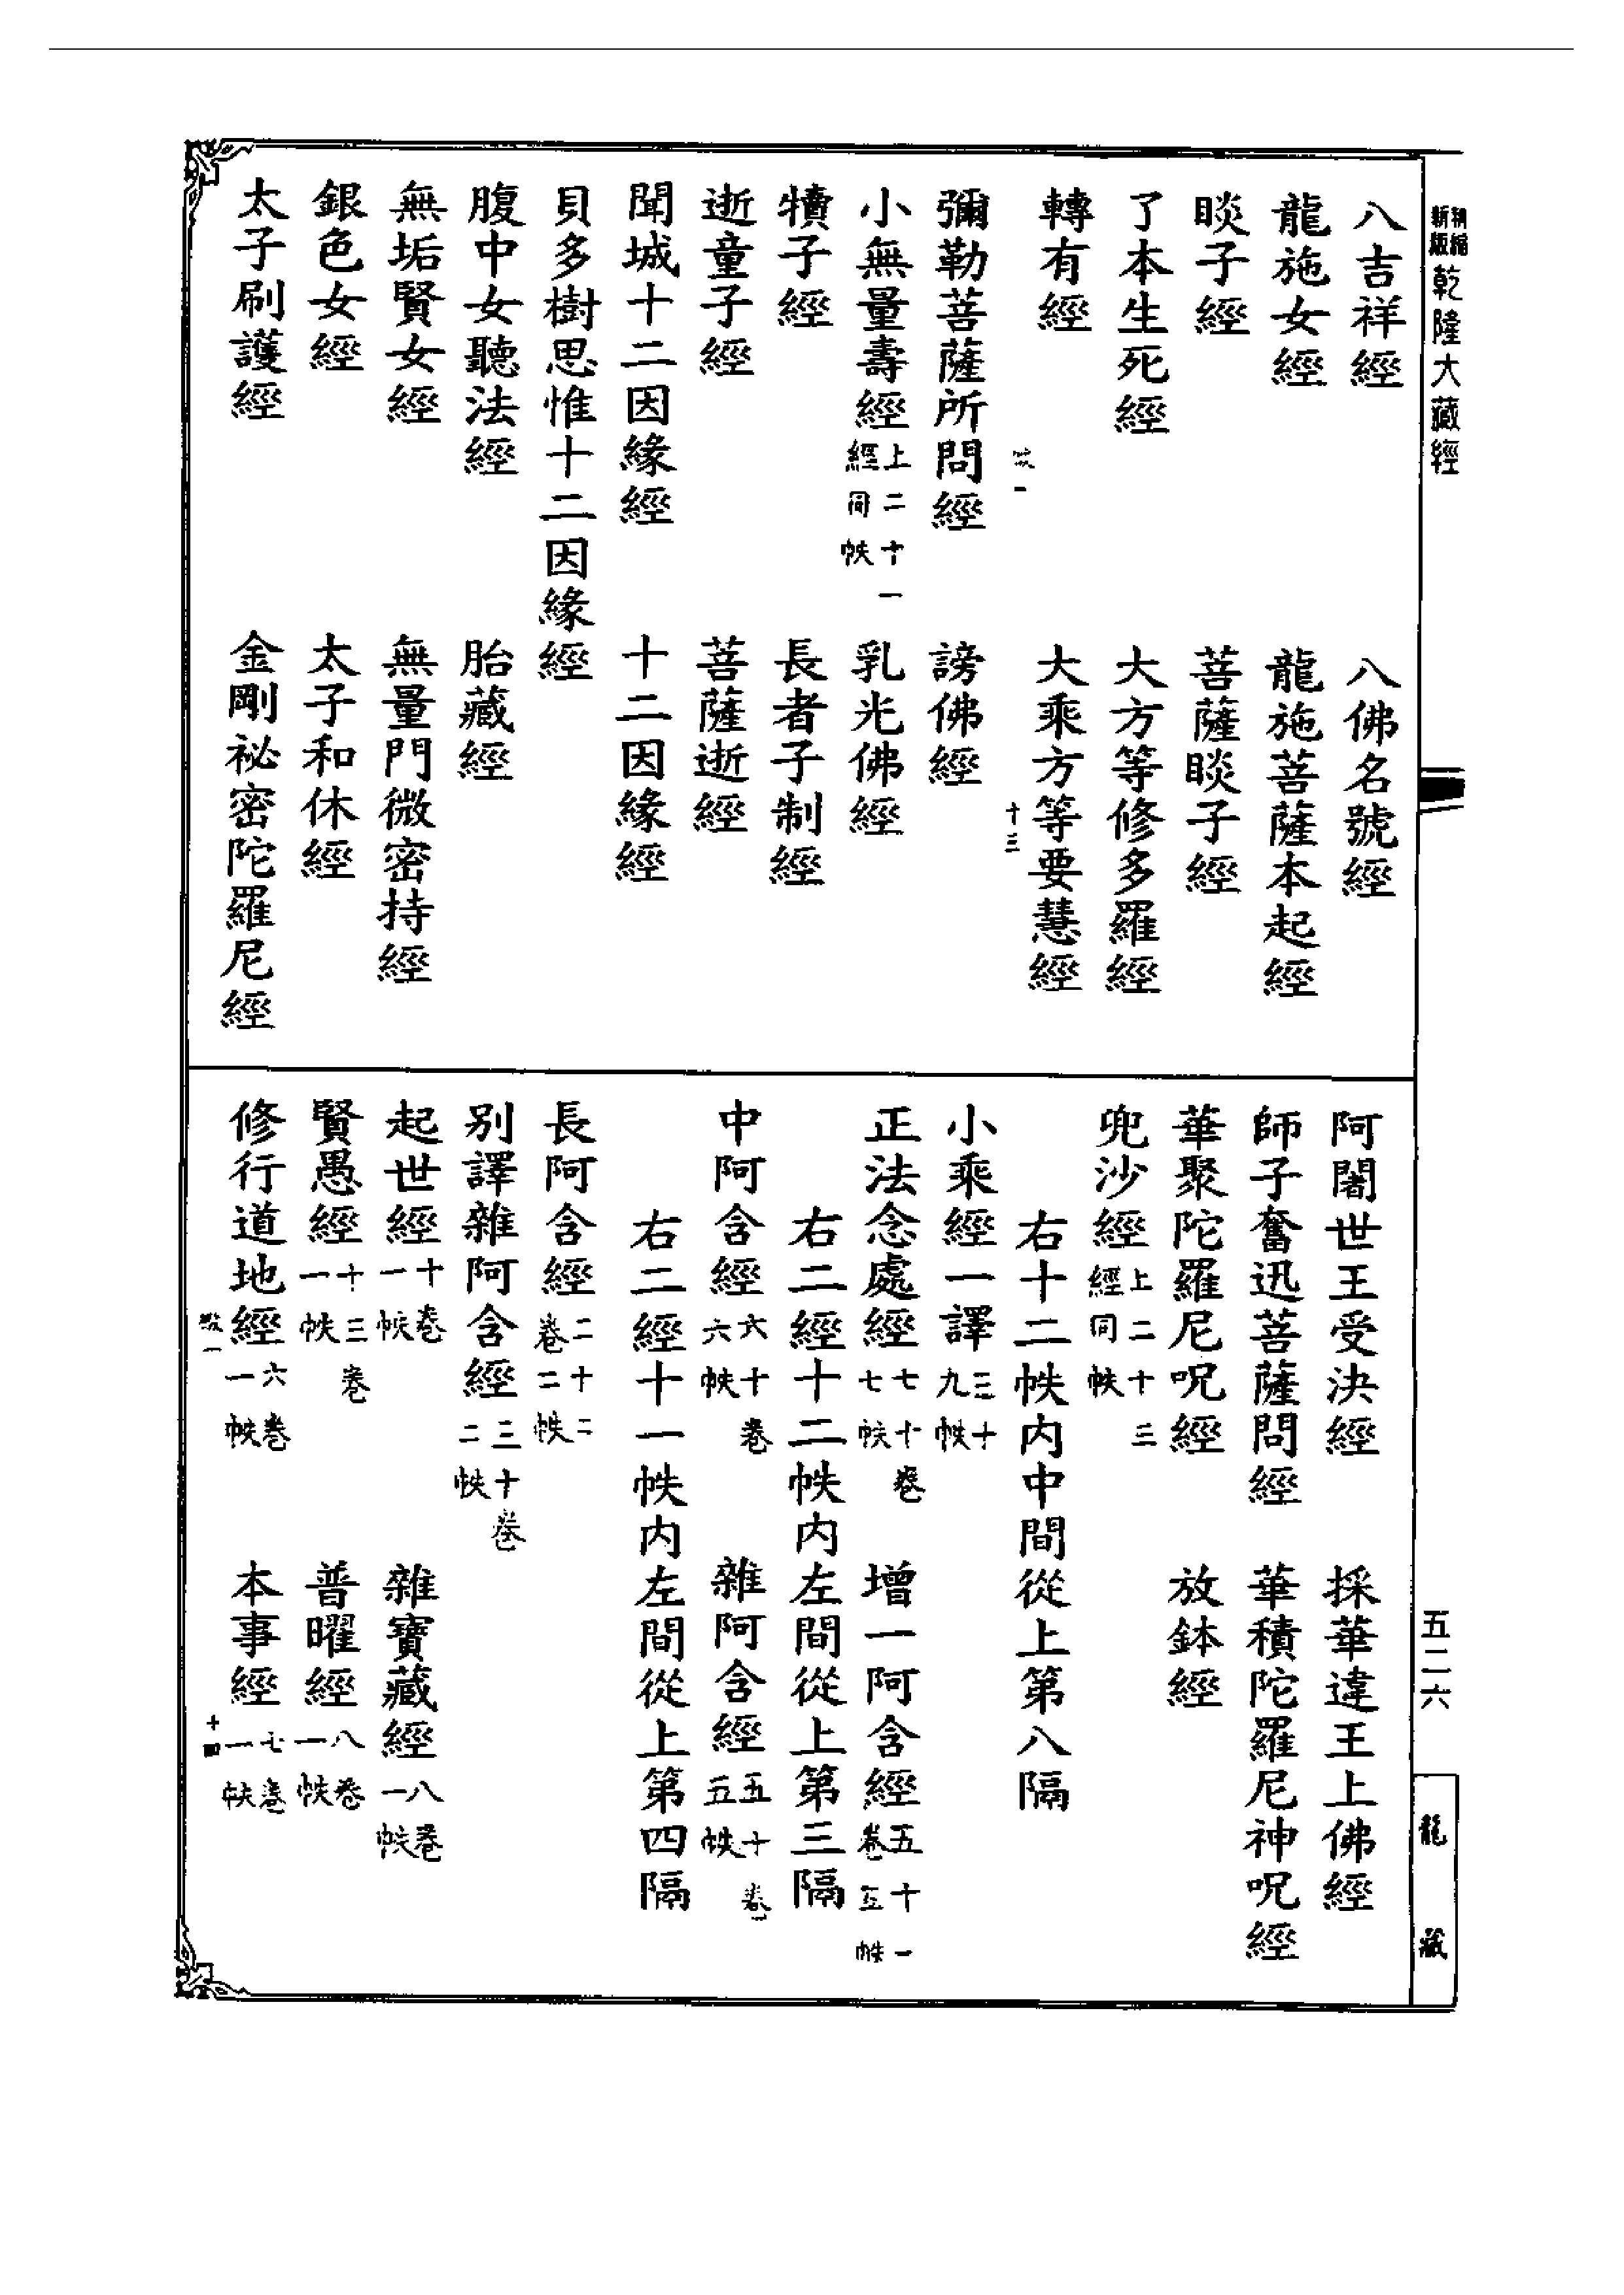 精縮新版乾隆大藏經
八吉祥經　八佛名號經
龍施女經　龍施菩薩本起經
睒子經　菩薩睒子經
了本生死經　大方等修多羅經
轉有經　大乘方等要慧經
一　十三
彌勒菩薩所問經　謗佛經
小無量壽經上二十一經同帙　乳光佛經
犢子經　長者子制經
逝童子經　菩薩逝經
聞城十二因緣經　十二因緣經
貝多樹思惟十二因緣經
腹中女聽法經　胎藏經
無垢賢女經　無量門微密持經
銀色女經　太子和休經
太子刷護經　金剛祕密陀羅尼經
阿闍世王受決經　採華違王上佛經
師子奮迅菩薩問經　華積陀羅尼神呪經
華聚陀羅尼呪經　放鉢經
兜沙經上二十三經同帙
右十二帙内中間從上第八隔
小乘經一譯三十九帙
正法念處經七十卷七帙　增一阿含經五十一卷五帙
右二經十二帙内左間從上第三隔
中阿含經六十卷六帙　雜阿含經五十卷五帙
右二經十一帙内左間從上第四隔
長阿含經二十二卷二帙
别譯雜阿含經三十卷二帙
起世經十卷一帙　雜寶藏經八卷一帙
賢愚經十三卷一帙　普曜經八卷一帙
修行道地經六卷一帙　本事經七卷一帙
一　十四
五二六
龍藏